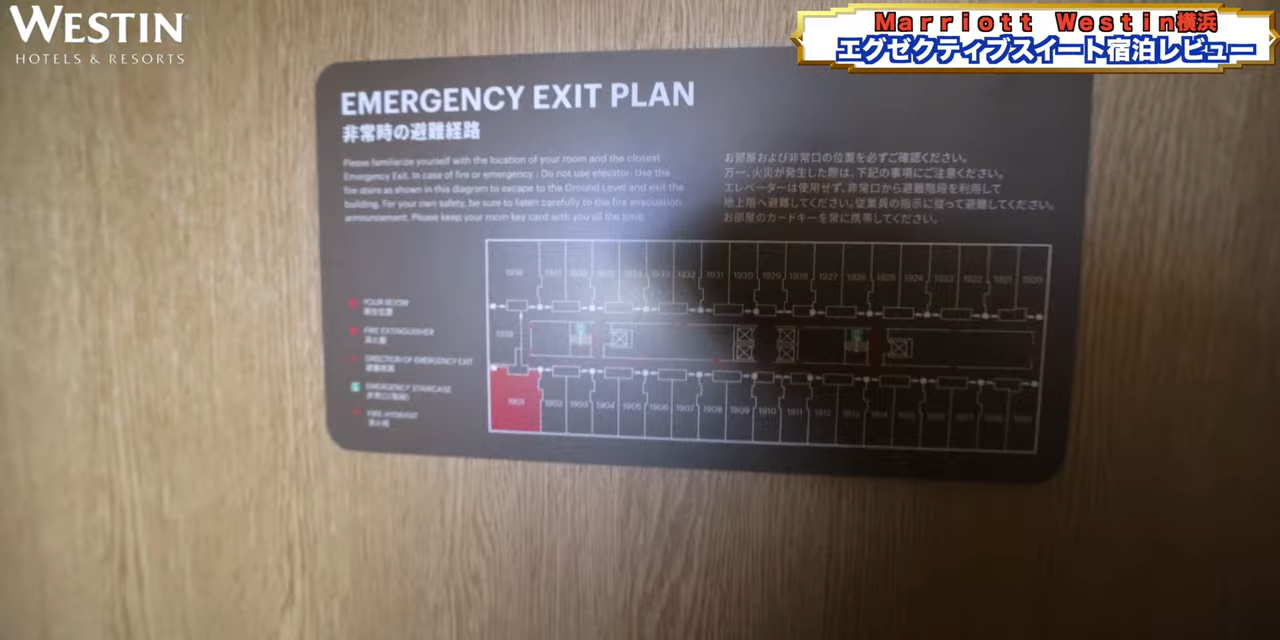 WESTIN
HOTELS & RESORTS
Marriott Westin横浜
エグゼクティブスイート宿泊レビュー
EMERGENCY EXIT PLAN
非常時の避難経路
Please familiarize yourself with the location of your room and the closest
Emergency Exit. In case of fire or emergency : Do not use elevator. Use the
fire stairs as shown in this diagram to escape to the Ground Level and exit the
building. For your own safety, be sure to listen carefully to the fire evacuation
announcement. Please keep your room key card with you all the time.
お部屋および非常口の位置を必ずご確認ください。
万一、火災が発生した際は、下記の事項にご注意ください。
エレベーターは使用せず、非常口から避難階段を利用して
地上階へ避難してください。従業員の指示に従って避難してください。
お部屋のカードキーを常に携帯してください。
YOUR ROOM
FIRE EXTINGUISHER
消火器
DIRECTION OF EMERGENCY EXIT
避難経路
EMERGENCY STAIRCASE
FIRE HYDRANT
消火栓
1932 1931 1930 1929 1928 1927 1926 1925 1924 1923 1922 1921 1920
1939
1901 1902 1903 1904 1905 1906 1907 1908 1909 1910 1911 1912